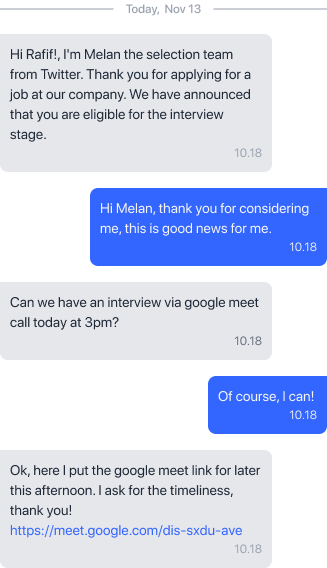 Today, Nov 13
Hi Rafif!, I'm Melan the selection team
from Twitter. Thank you for applying for a
job at our company. We have announced
that you are eligible for the interview
stage.
10.18
Hi Melan, thank you for considering
me, this is good news for me.
10.18
Can we have an interview via google meet
call today at 3pm?
10.18
Of course, I can!
10.18
Ok, here I put the google meet link for later
this afternoon. I ask for the timeliness,
thank you!
https://meet.google.com/dis-sxdu-ave
10.18